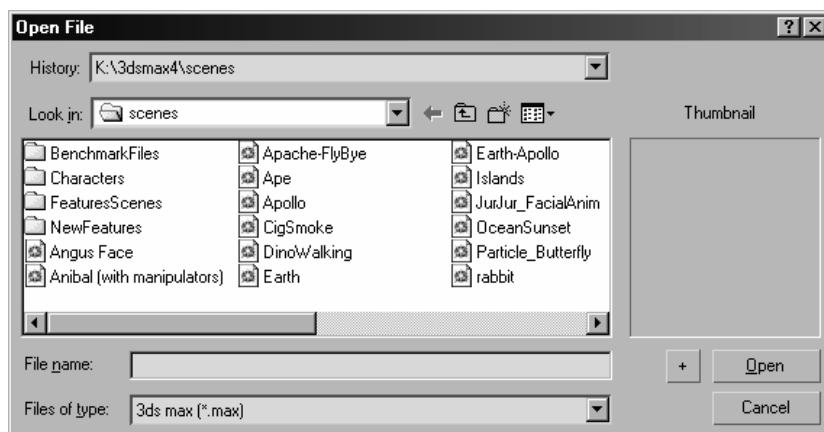 Open File
History: K:\3dsmax4\scenes
Look in: scenes
Thumbnail
BenchmarkFiles Apache-FlyBye Earth-Apollo
Characters Ape Islands
FeaturesScenes Apollo JurJur_FacialAnim
NewFeatures CigSmoke OceanSunset
Angus Face DinoWalking Particle_Butterfly
Anibal (with manipulators) Earth rabbit
File name: + Open
Files of type: 3ds max (*.max) Cancel